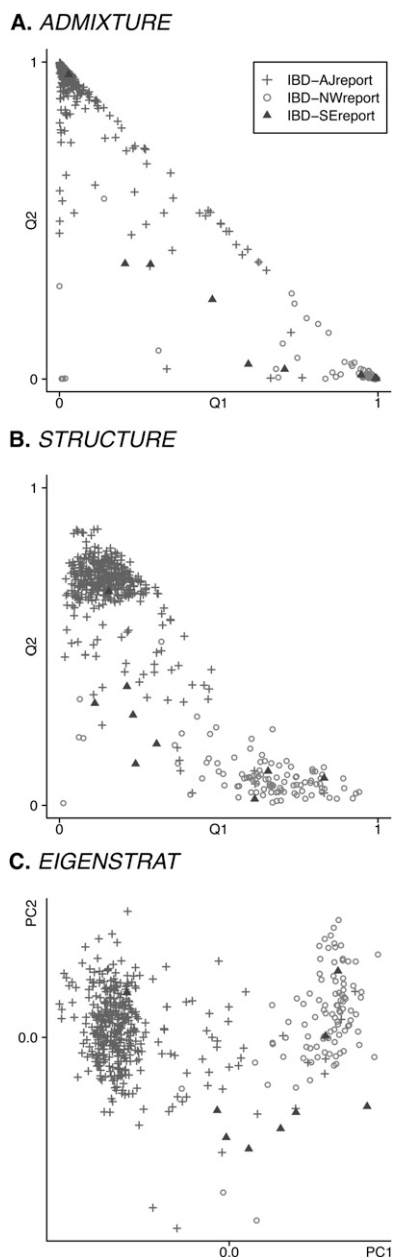 A. ADMIXTURE
1
IBD-AJreport
IBD-NWreport
IBD-SEreport
Q2
0
0
Q1
1
B. STRUCTURE
1
Q2
0
0
Q1
1
C. EIGENSTRAT
PC2
0.0
0.0
PC1